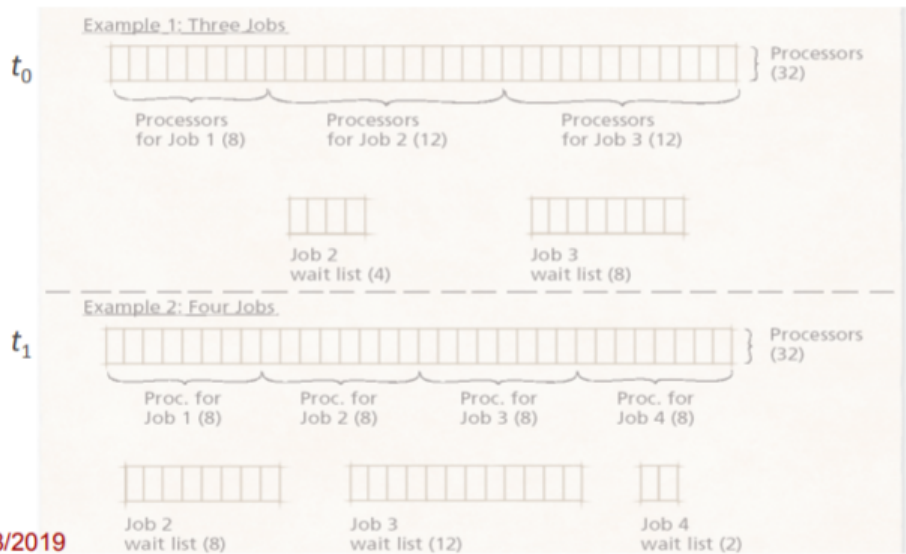 Example 1: Three Jobs
t0
Processors
(32)
Processors
for Job 1 (8)
Processors
for Job 2 (12)
Processors
for Job 3 (12)
Job 2
wait list (4)
Job 3
wait list (8)
Example 2: Four Jobs
t1
Processors
(32)
Proc. for
Job 1 (8)
Proc. for
Job 2 (8)
Proc. for
Job 3 (8)
Proc. for
Job 4 (8)
Job 2
wait list (8)
Job 3
wait list (12)
Job 4
wait list (2)
3/2019